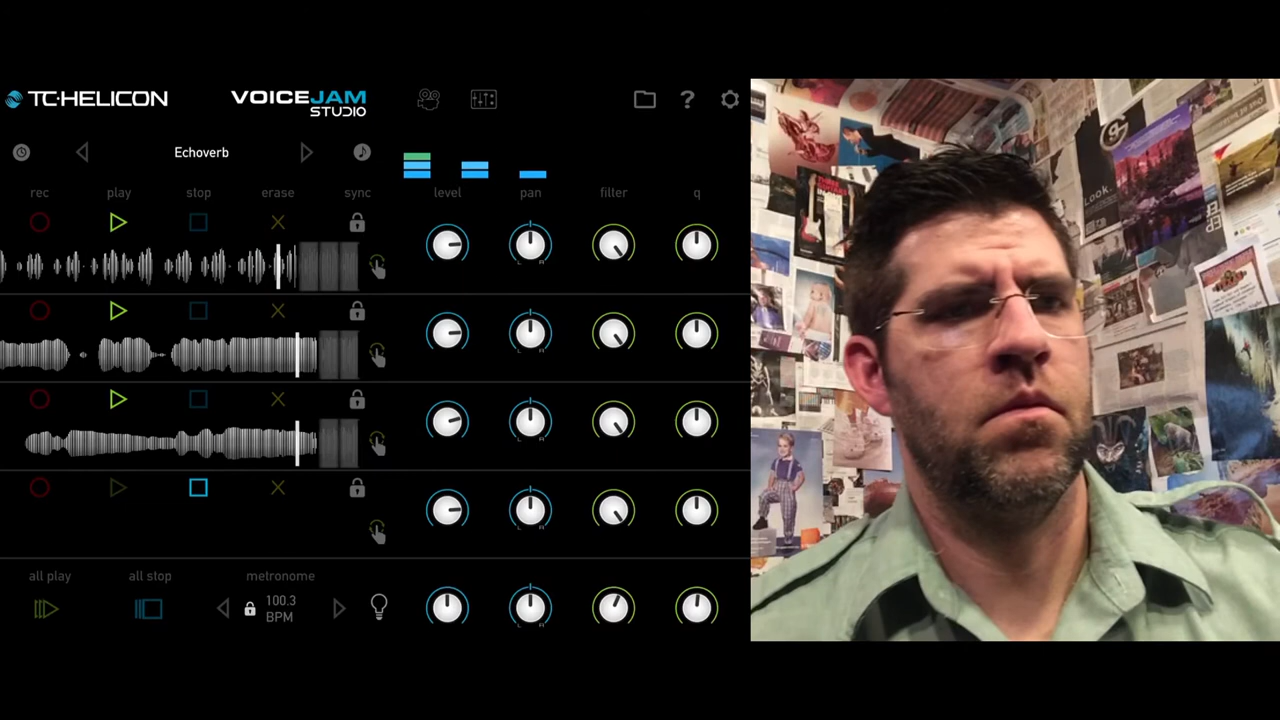 TC·HELICON
VOICEJAM
STUDIO
Echoverb
rec play stop erase sync level pan filter q
L R
L R
L R
L R
all play all stop metronome
100.3
BPM
L R
Look.